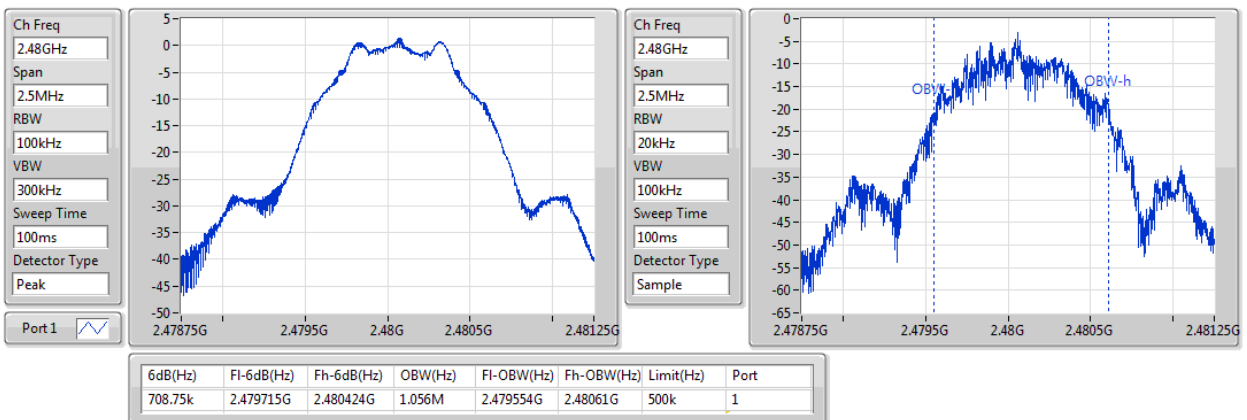 Ch Freq
2.48GHz
Span
2.5MHz
RBW
100kHz
VBW
300kHz
Sweep Time
100ms
Detector Type
Peak
Port 1
5
0
-5
-10
-15
-20
-25
-30
-35
-40
-45
-50
2.47875G 2.4795G 2.48G 2.4805G 2.48125G
Ch Freq
2.48GHz
Span
2.5MHz
RBW
20kHz
VBW
100kHz
Sweep Time
100ms
Detector Type
Sample
0
-5
-10
-15
-20
-25
-30
-35
-40
-45
-50
-55
-60
-65
OBW-h
2.47875G 2.4795G 2.48G 2.4805G 2.48125G
6dB(Hz) Fl-6dB(Hz) Fh-6dB(Hz) OBW(Hz) Fl-OBW(Hz) Fh-OBW(Hz) Limit(Hz) Port
708.75k 2.479715G 2.480424G 1.056M 2.479554G 2.48061G 500k 1